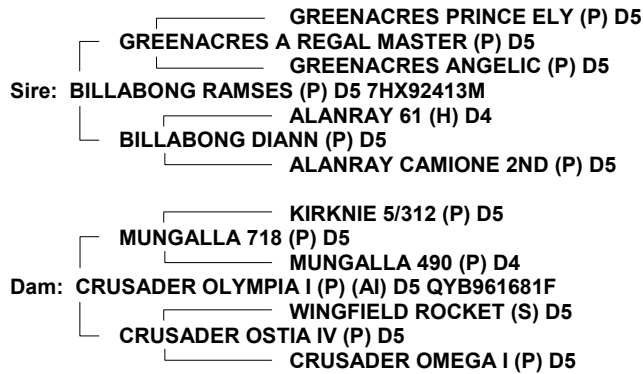 GREENACRES PRINCE ELY (P) D5
GREENACRES A REGAL MASTER (P) D5
GREENACRES ANGELIC (P) D5
Sire: BILLABONG RAMSES (P) D5 7HX92413M
ALANRAY 61 (H) D4
BILLABONG DIANN (P) D5
ALANRAY CAMIONE 2ND (P) D5
KIRKNIE 5/312 (P) D5
MUNGALLA 718 (P) D5
MUNGALLA 490 (P) D4
Dam: CRUSADER OLYMPIA I (P) (AI) D5 QYB961681F
WINGFIELD ROCKET (S) D5
CRUSADER OSTIA IV (P) D5
CRUSADER OMEGA I (P) D5